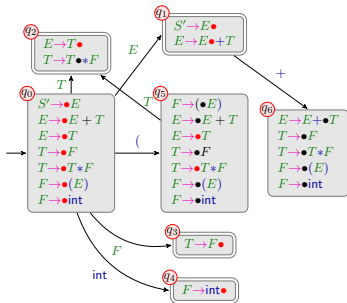 q1
S'→E•
E→E•+T
q2
E→T•
T→T•*F
E
+
T
q0
S'→•E
E→•E+T
E→•T
T→•F
T→•T*F
F→•(E)
F→•int
(
T
q5
F→(•E)
E→•E+T
E→•T
T→•F
T→•T*F
F→•(E)
F→•int
q6
E→E+•T
T→•F
T→•T*F
F→•(E)
F→•int
F
q3
T→F•
int
q4
F→int•